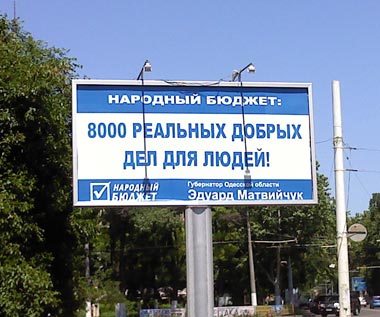 НАРОДНЫЙ БЮДЖЕТ:
8000 РЕАЛЬНЫХ ДОБРЫХ
ДЕЛ ДЛЯ ЛЮДЕЙ!
НАРОДНЫЙ
БЮДЖЕТ
Губернатор Одесской области
Эдуард Матвийчук